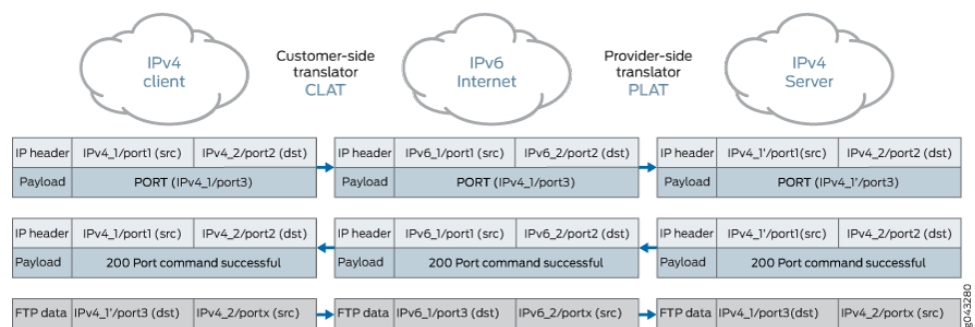 IPv4
client
Customer-side
translator
CLAT
IPv6
Internet
Provider-side
translator
PLAT
IPv4
Server
IP header IPv4_1/port1 (src) IPv4_2/port2 (dst) IP header IPv6_1/port1 (src) IPv6_2/port2 (dst) IP header IPv4_1'/port1(src) IPv4_2/port2 (dst)
Payload PORT (IPv4_1/port3) Payload PORT (IPv4_1/port3) Payload PORT (IPv4_1'/port3)
IP header IPv4_1/port1 (src) IPv4_2/port2 (dst) IP header IPv6_1/port1 (src) IPv6_2/port2 (dst) IP header IPv4_1'/port1(src) IPv4_2/port2 (dst)
Payload 200 Port command successful Payload 200 Port command successful Payload 200 Port command successful
FTP data IPv4_1'/port3 (dst) IPv4_2/portx (src) FTP data IPv6_1/port3 (dst) IPv6_2/portx (src) FTP data IPv4_1/port3(dst) IPv4_2/portx (src)
g043280